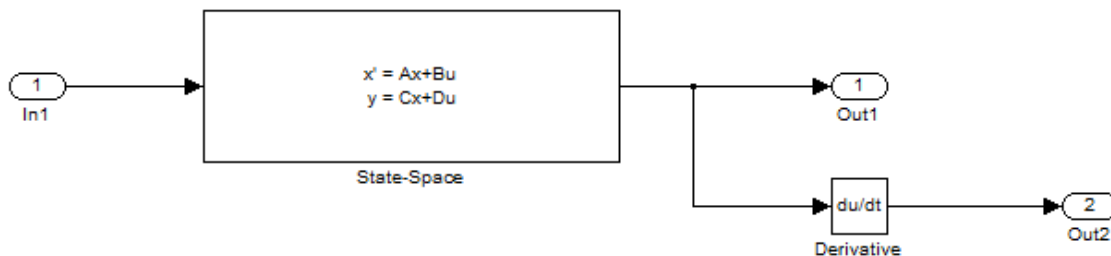 1
In1
x' = Ax+Bu
y = Cx+Du
State-Space
1
Out1
du/dt
Derivative
2
Out2